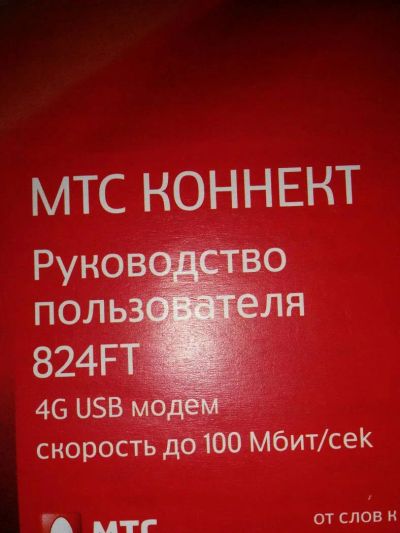 МТС КОННЕКТ
Руководство
пользователя
824FT
4G USB модем
скорость до 100 Мбит/сек
МТС
от слов к